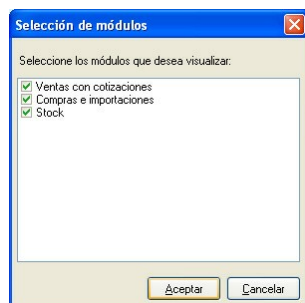 Selección de módulos
Seleccione los módulos que desea visualizar:
Ventas con cotizaciones
Compras e importaciones
Stock
Aceptar Cancelar